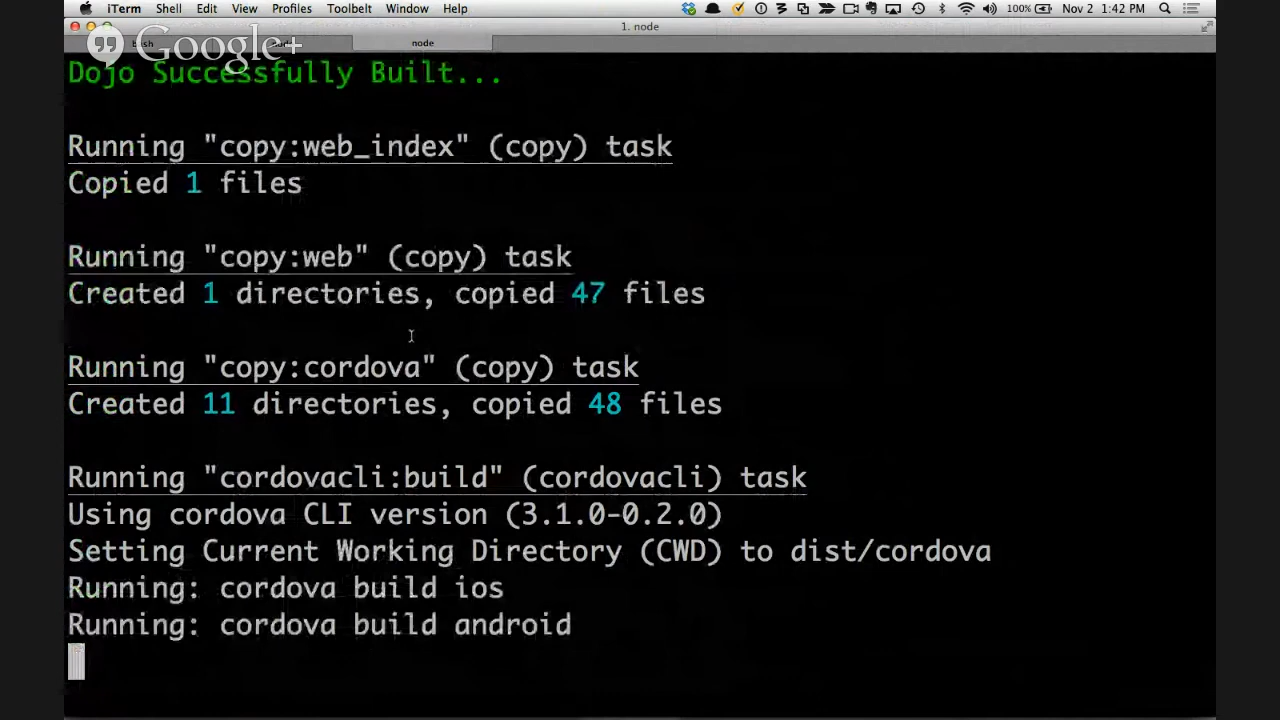 iTerm Shell Edit View Profiles Toolbelt Window Help 100% Nov 2 1:42 PM
1. node
bash node
Google+
Dojo Successfully Built...
Running "copy:web_index" (copy) task
Copied 1 files
Running "copy:web" (copy) task
Created 1 directories, copied 47 files
Running "copy:cordova" (copy) task
Created 11 directories, copied 48 files
Running "cordovacli:build" (cordovacli) task
Using cordova CLI version (3.1.0-0.2.0)
Setting Current Working Directory (CWD) to dist/cordova
Running: cordova build ios
Running: cordova build android